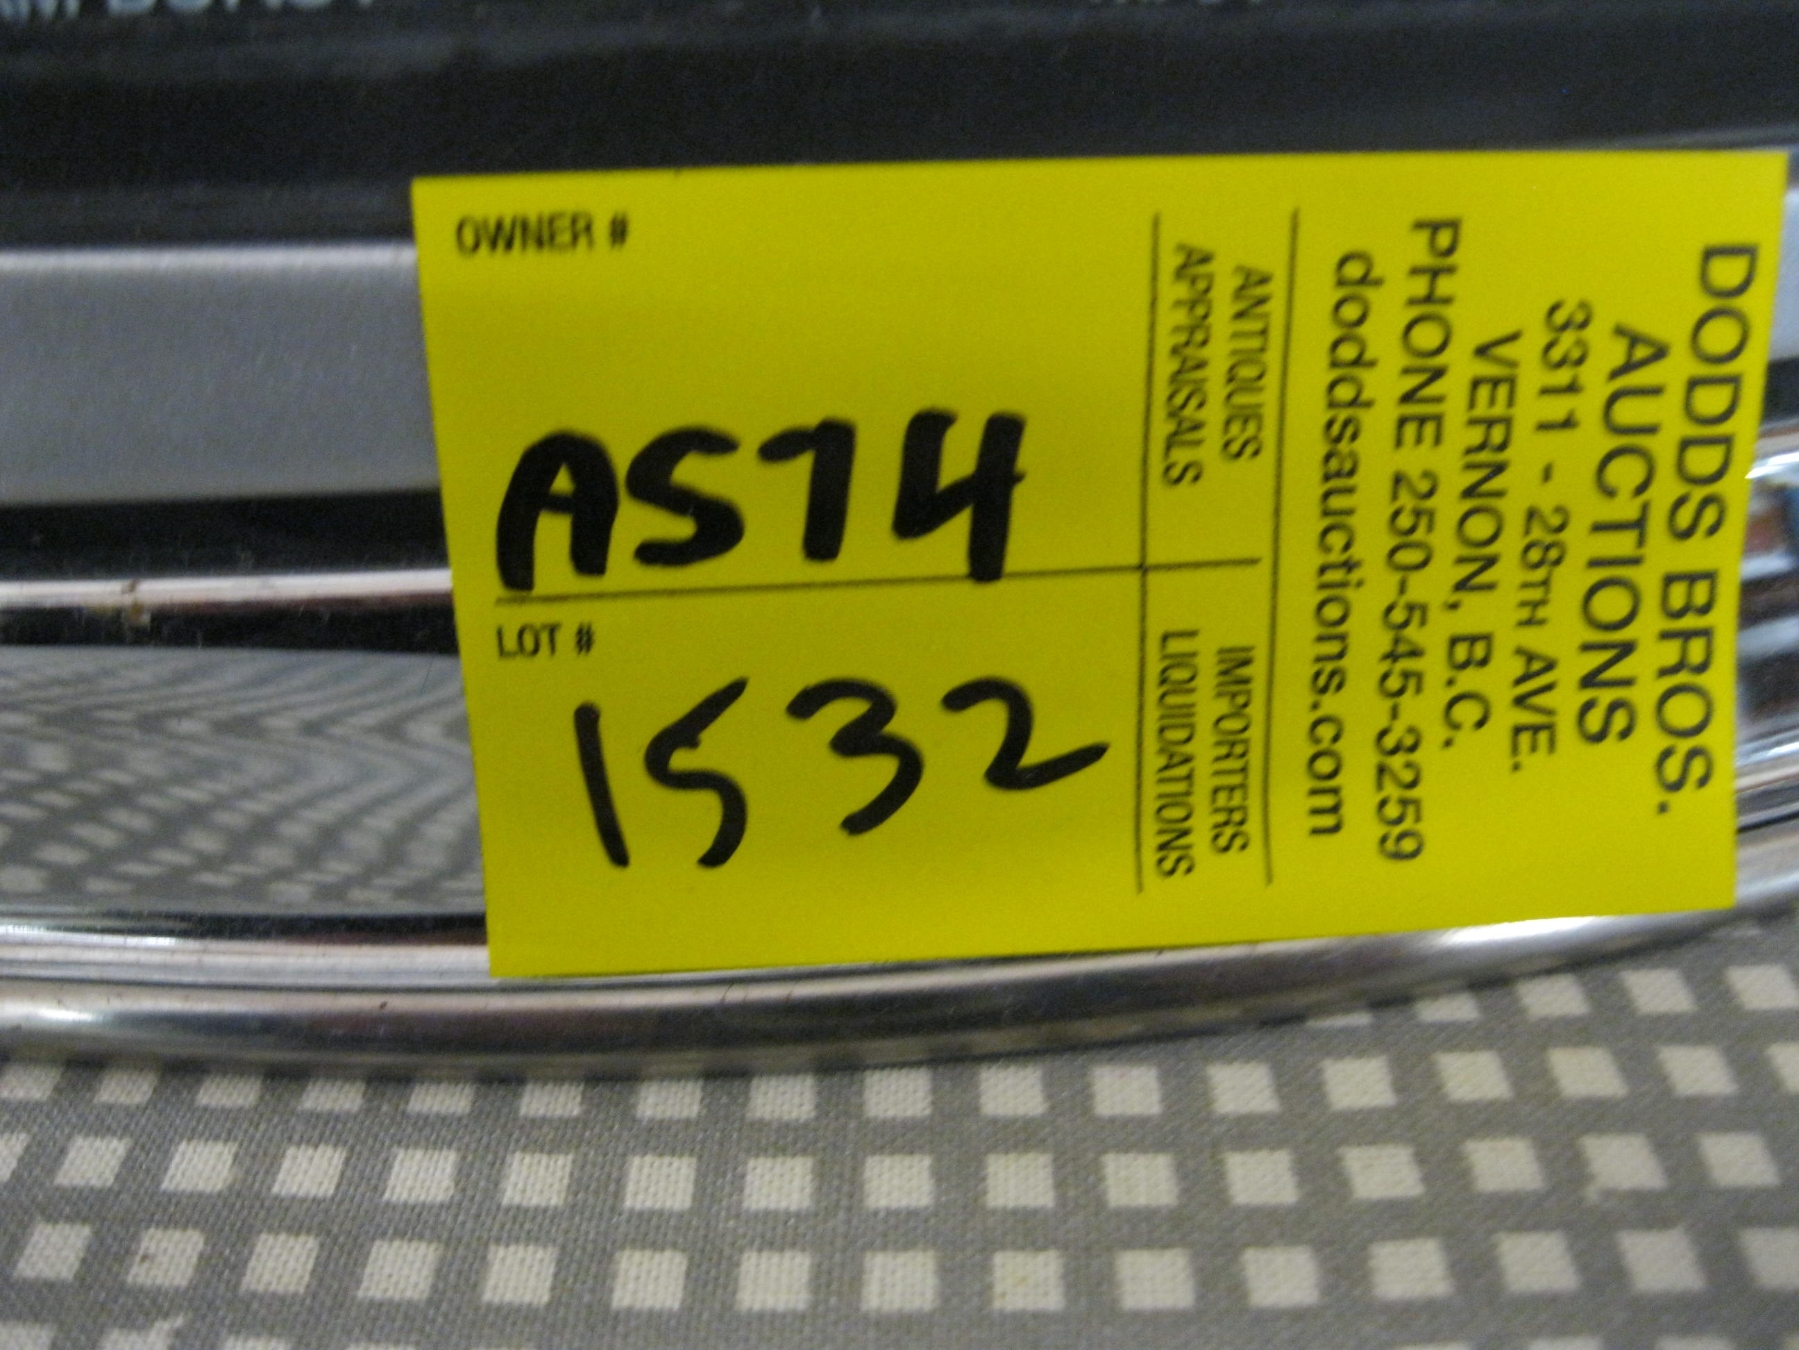 OWNER #
AS74
LOT #
1532
ANTIQUES
APPRAISALS
IMPORTERS
LIQUIDATIONS
DODDS BROS.
AUCTIONS
3311 - 28TH AVE.
VERNON, B.C.
PHONE 250-545-3259
doddsauctions.com